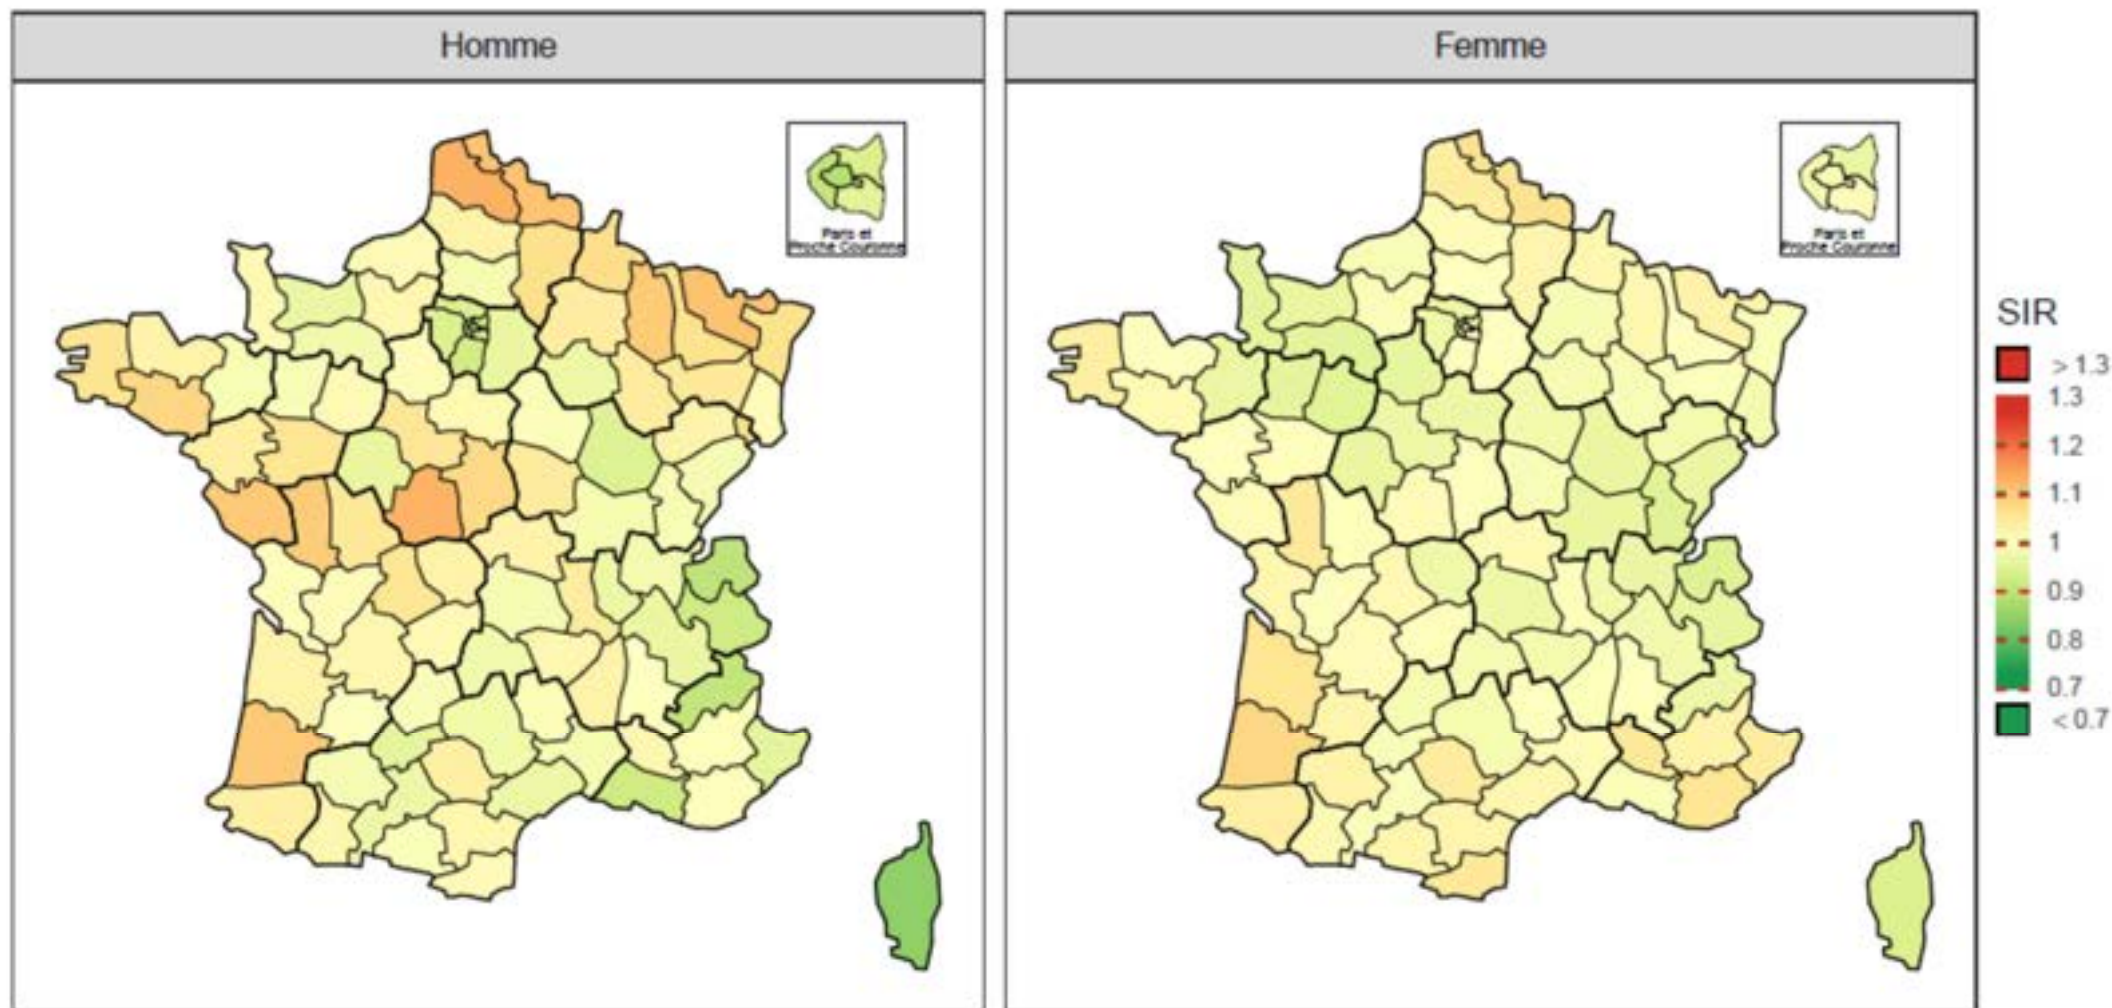 Homme
Femme
Paris et
Proche Couronne
Paris et
Proche Couronne
SIR
> 1.3
1.3
1.2
1.1
1
0.9
0.8
0.7
< 0.7